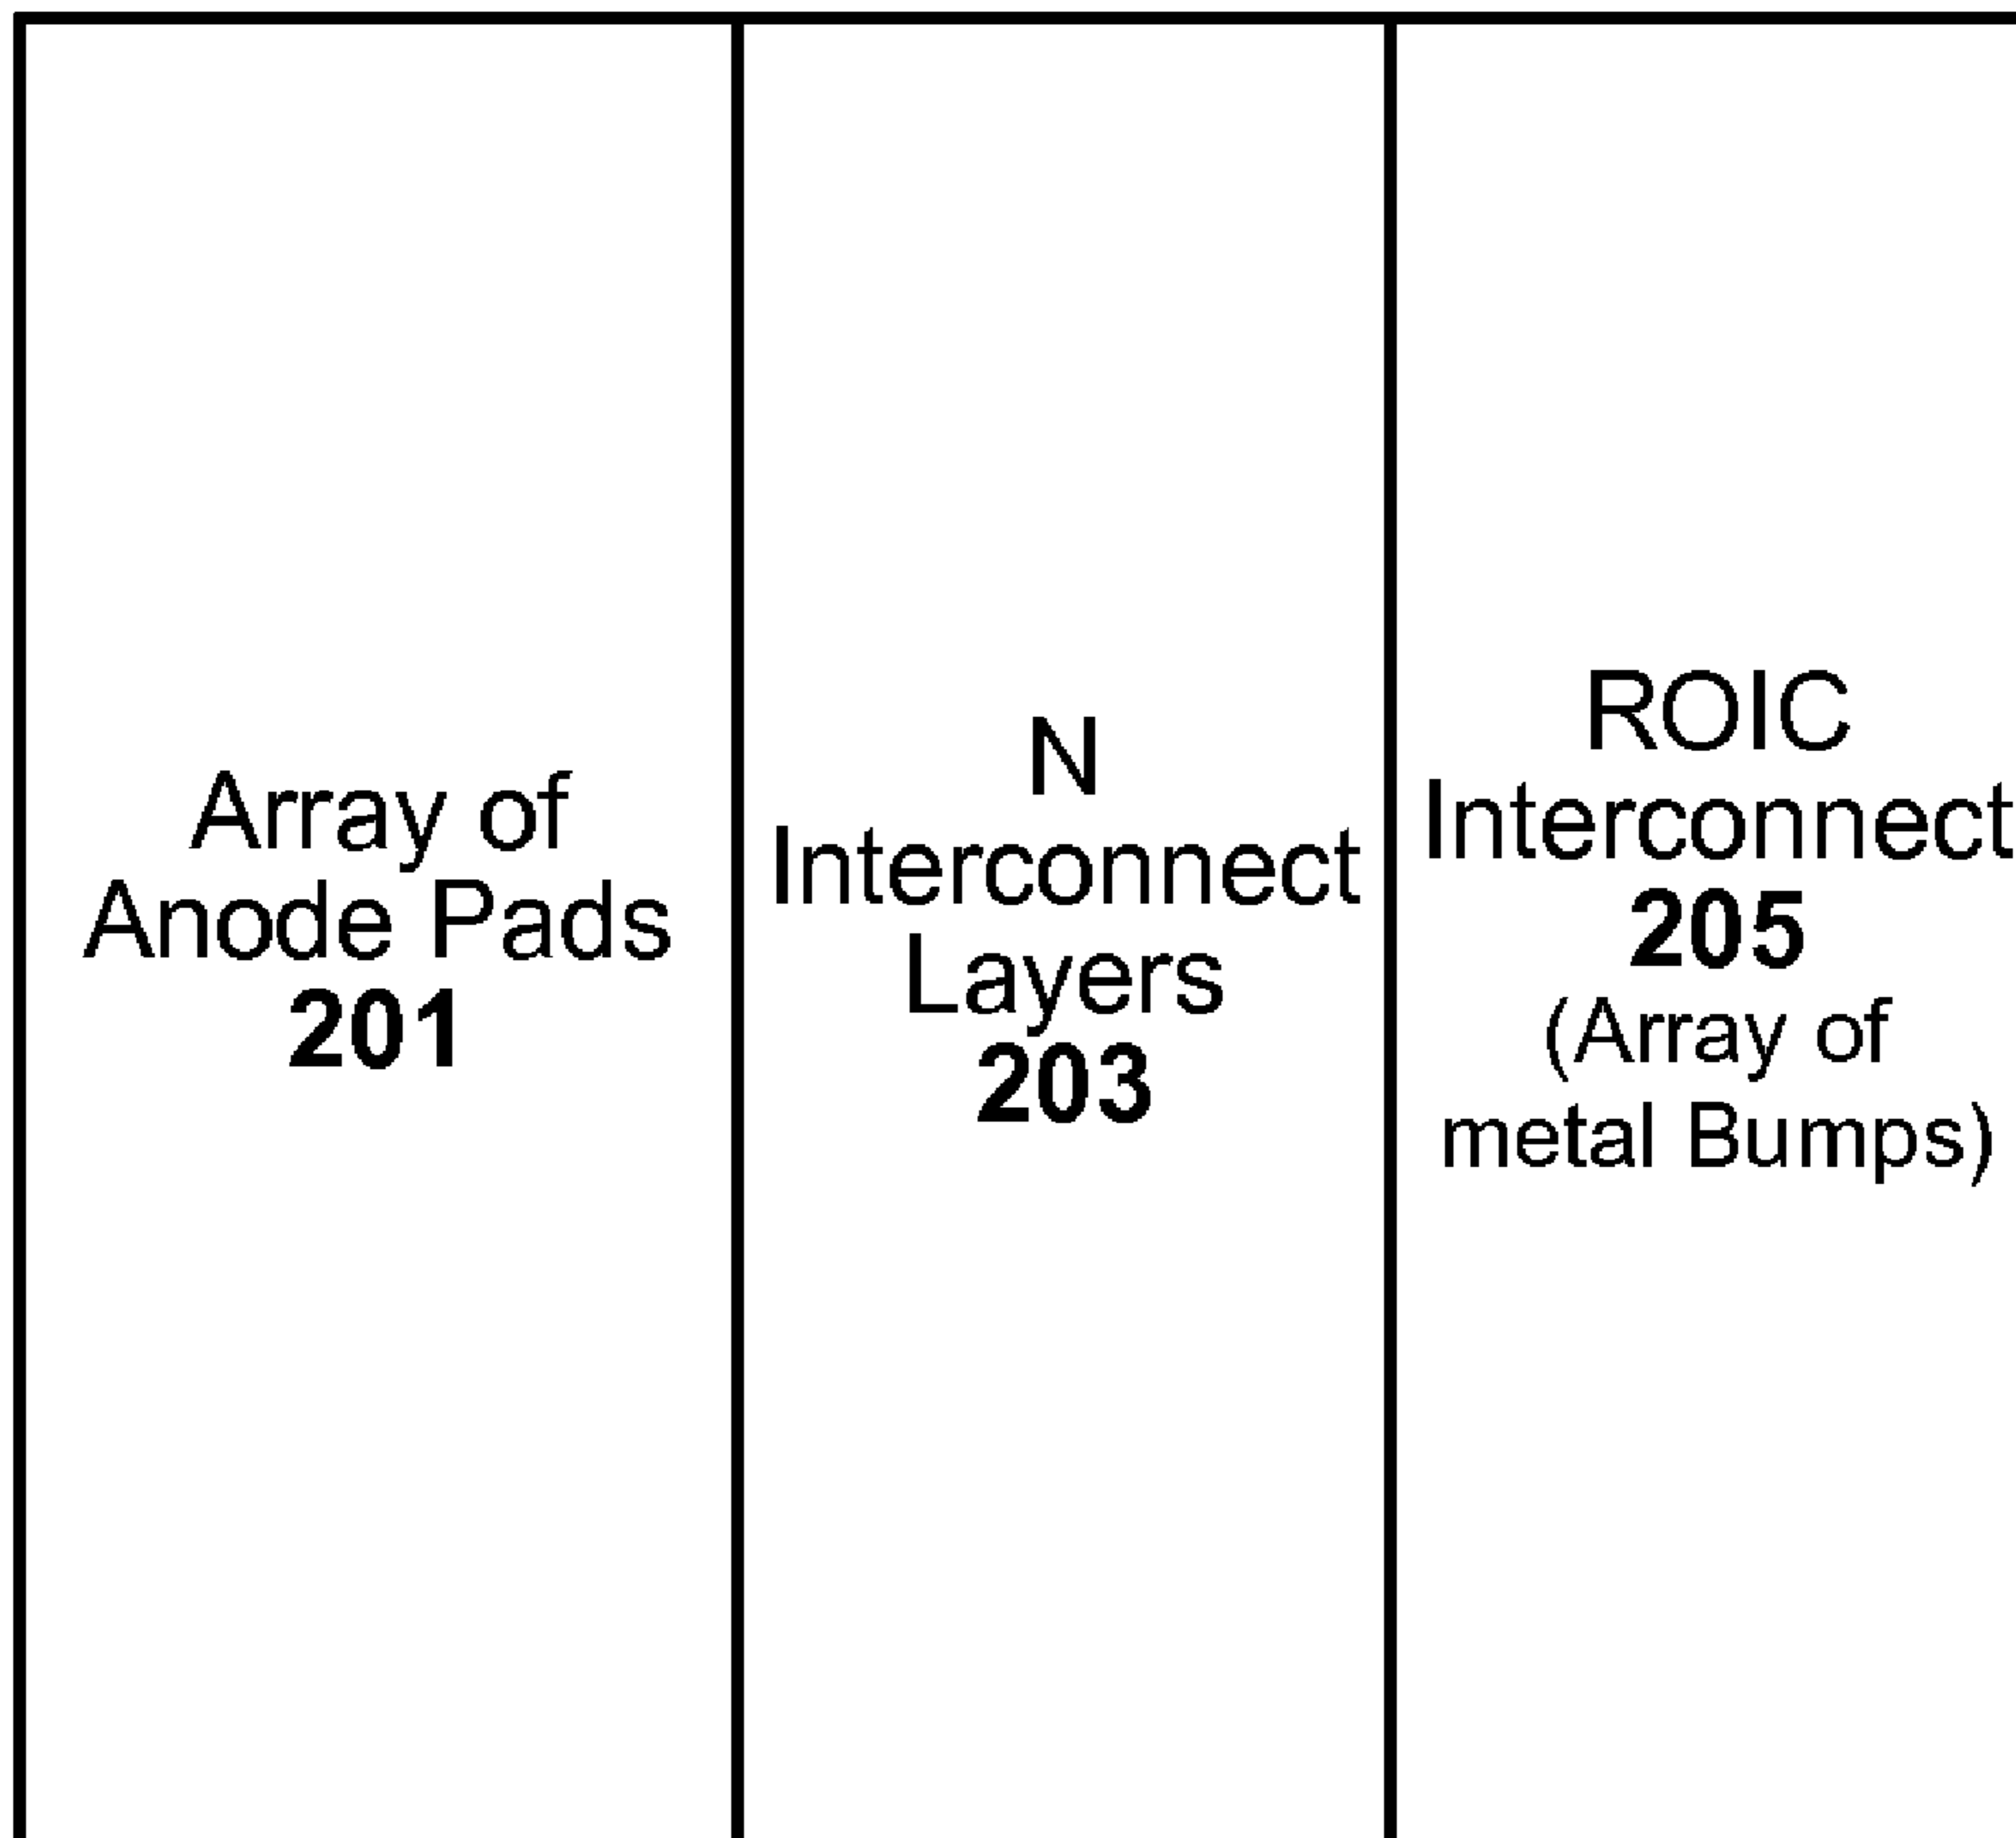 Array of
Anode Pads
201
N
Interconnect
Layers
203
ROIC
Interconnect
205
(Array of
metal Bumps)